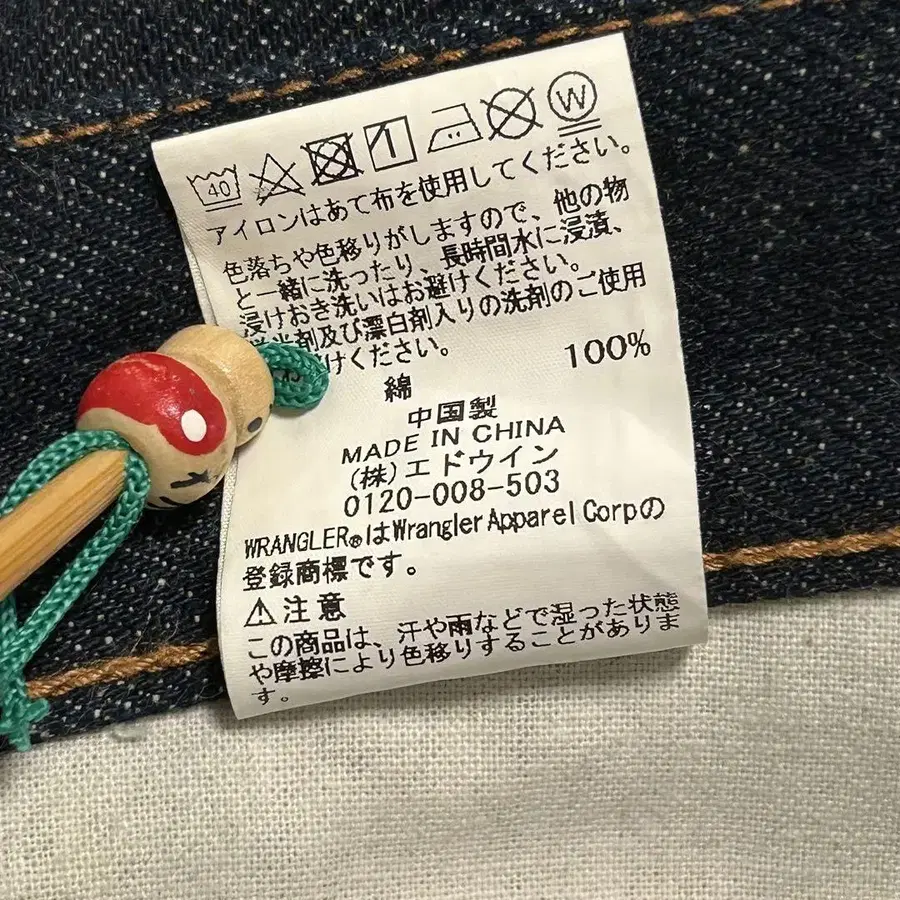 40 W
アイロンはあて布を使用してください。
色落ちや色移りがしますので、他の物
と一緒に洗ったり、長時間水に浸漬、
浸けおき洗いはお避けください。
光剤及び漂白剤入りの洗剤のご使用
けください。
綿 100%
中国製
MADE IN CHINA
(株)エドウイン
0120-008-503
WRANGLER®はWrangler Apparel Corpの
登録商標です。
⚠注意
この商品は、汗や雨などで湿った状態
や摩擦により色移りすることがありま
す。